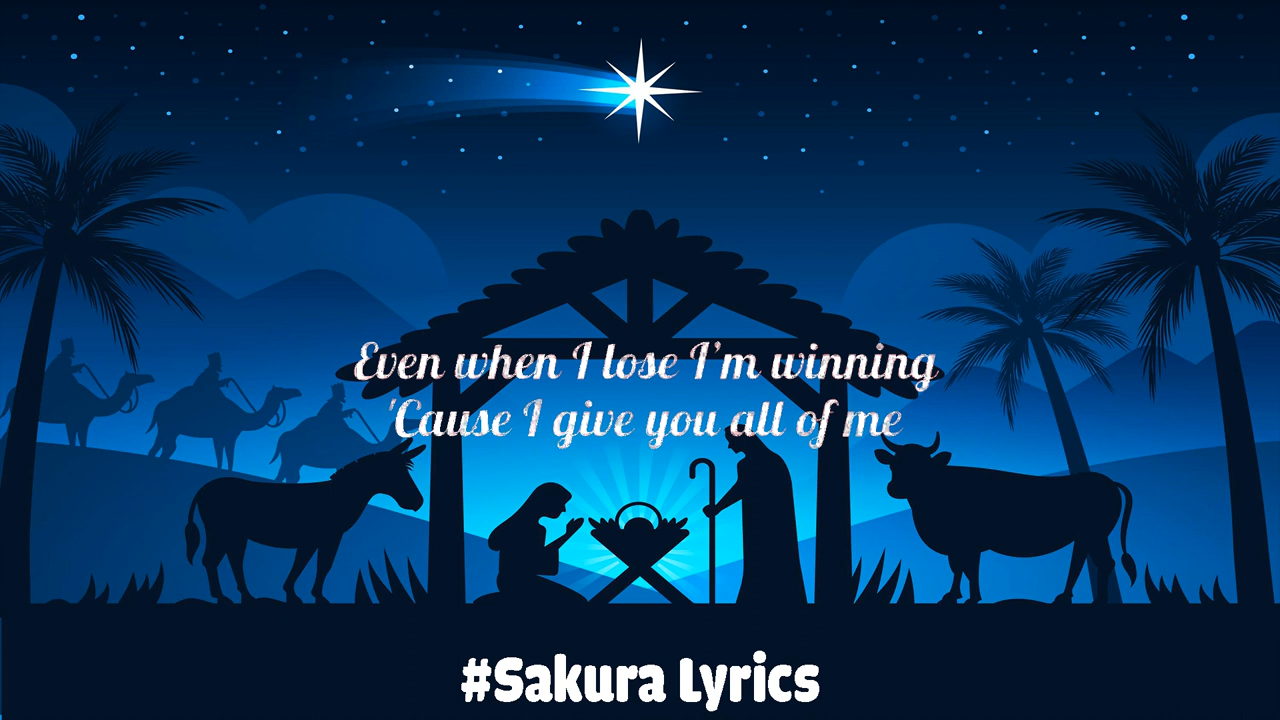 Even when I lose I'm winning
'Cause I give you all of me
#Sakura Lyrics